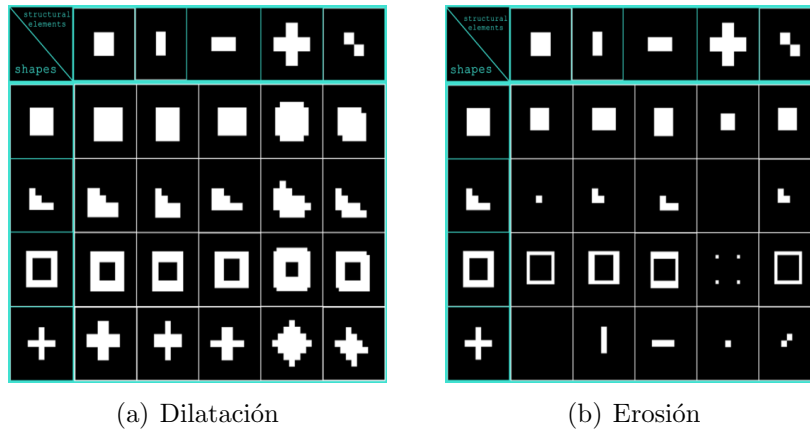 structural
elements
shapes
structural
elements
shapes
(a) Dilatación
(b) Erosión